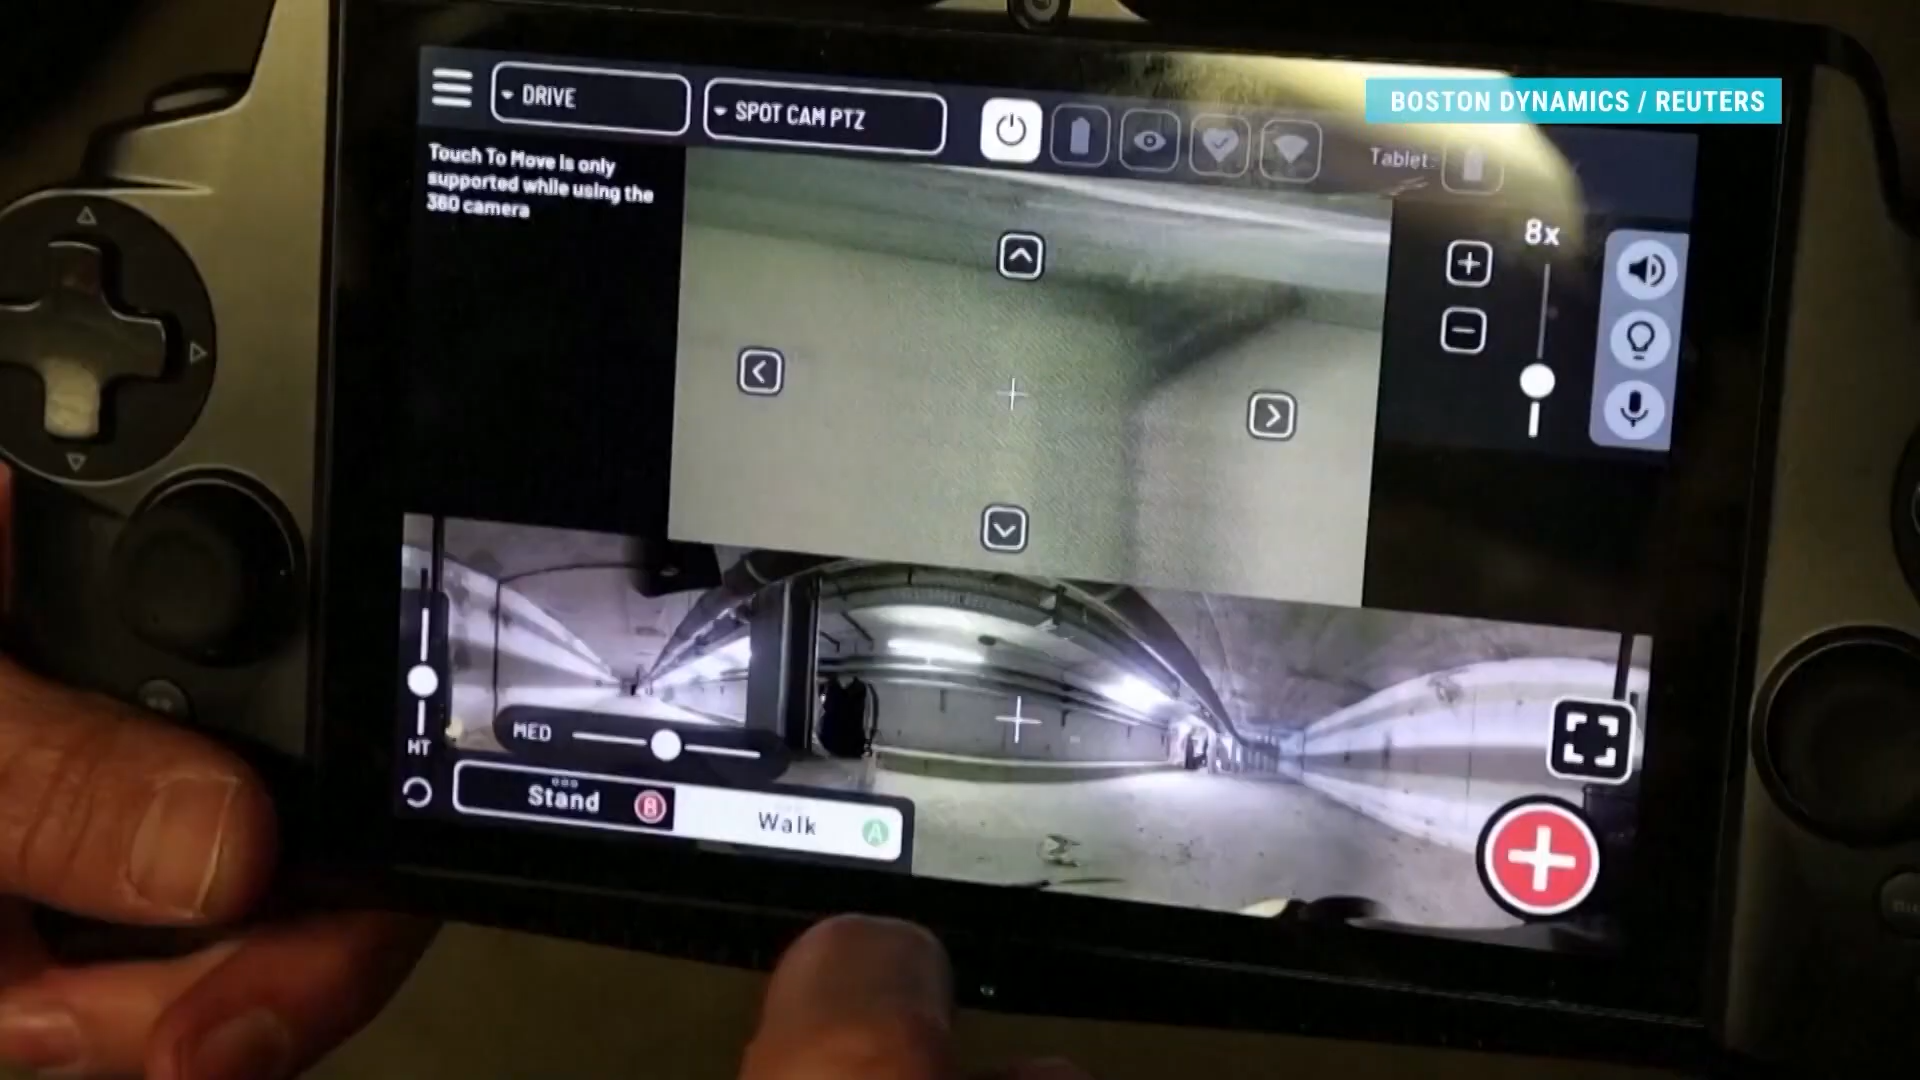 BOSTON DYNAMICS / REUTERS
DRIVE
SPOT CAM PTZ
Tablet:
Touch To Move is only
supported while using the
360 camera
8x
MED
HT
Stand B
Walk A